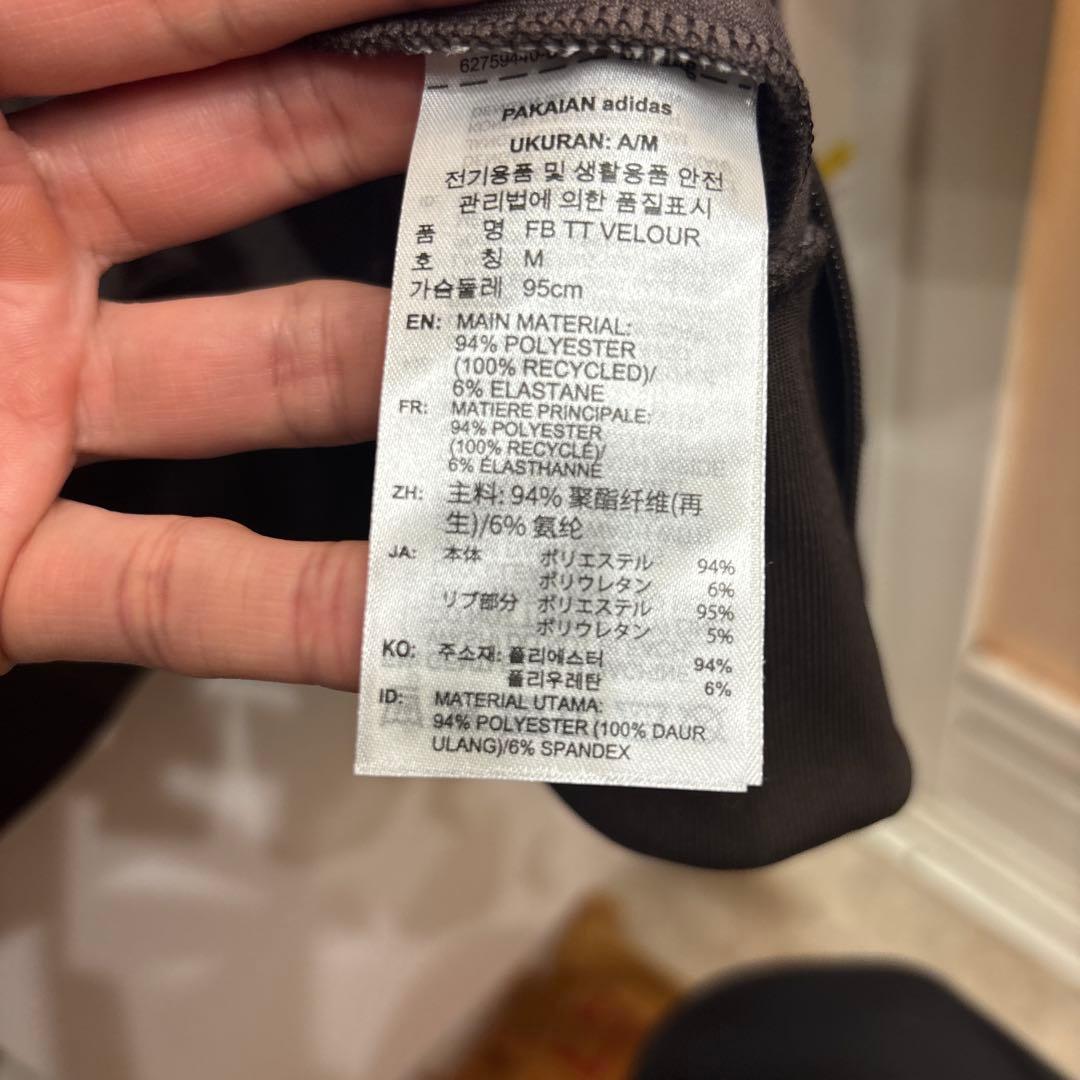 PAKAIAN adidas
UKURAN: A/M
전기용품 및 생활용품 안전
관리법에 의한 품질표시
품 명 FB TT VELOUR
호 칭 M
가슴둘레 95cm
EN: MAIN MATERIAL:
94% POLYESTER
(100% RECYCLED)/
6% ELASTANE
FR: MATIERE PRINCIPALE:
94% POLYESTER
(100% RECYCLÉ)/
6% ÉLASTHANNE
ZH: 主料: 94% 聚酯纤维(再
生)/6% 氨纶
JA: 本体 ポリエステル 94%
ポリウレタン 6%
リブ部分 ポリエステル 95%
ポリウレタン 5%
KO: 주소재: 폴리에스터 94%
폴리우레탄 6%
ID: MATERIAL UTAMA:
94% POLYESTER (100% DAUR
ULANG)/6% SPANDEX